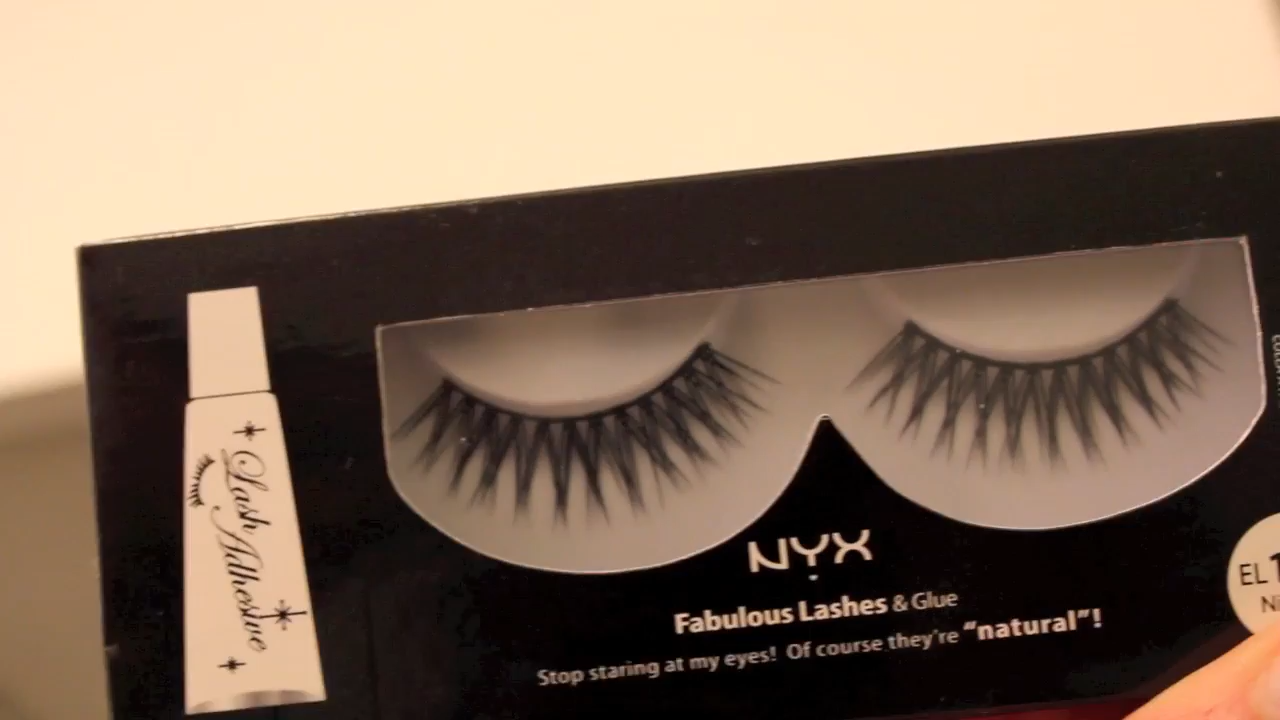 Lash Adhesive
NYX
Fabulous Lashes & Glue
Stop staring at my eyes! Of course they're "natural"!
EL